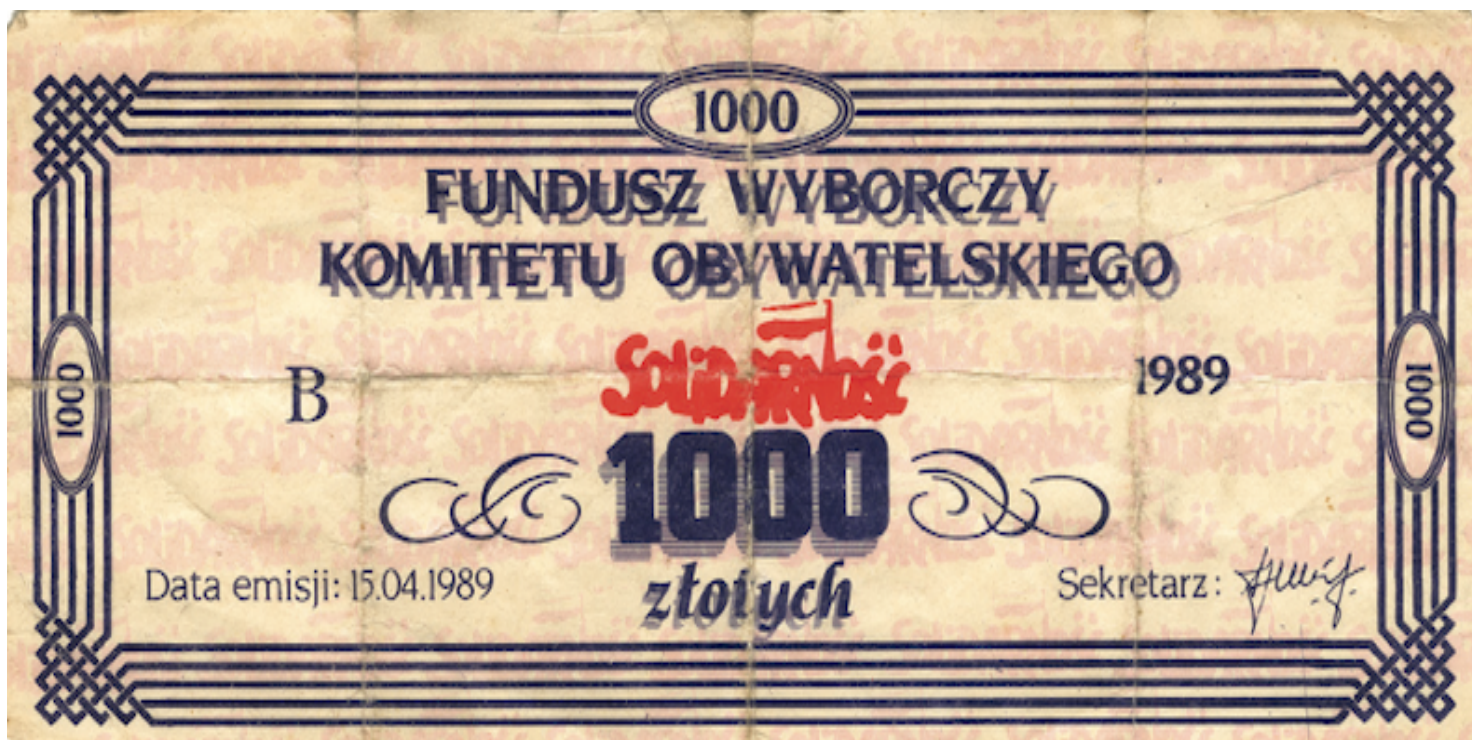 1000
FUNDUSZ WYBORCZY
KOMITETU OBYWATELSKIEGO
SOLIDARNOŚĆ
B
1989
1000
1000
1000
złotych
Data emisji: 15.04.1989
Sekretarz: